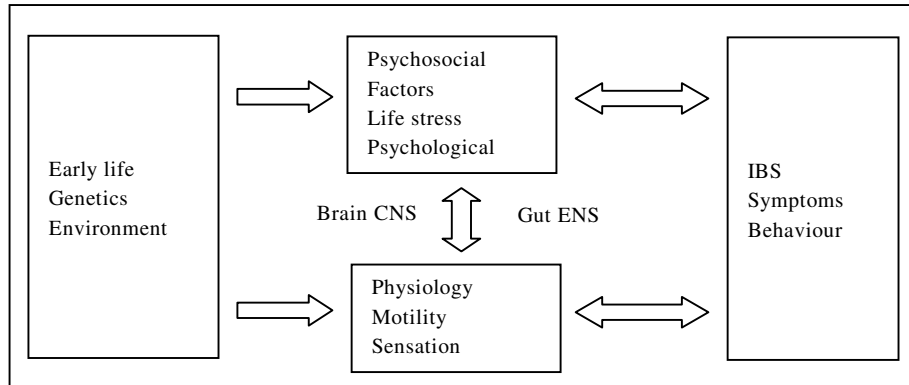 Early life
Genetics
Environment
Psychosocial
Factors
Life stress
Psychological
Brain CNS
Gut ENS
Physiology
Motility
Sensation
IBS
Symptoms
Behaviour